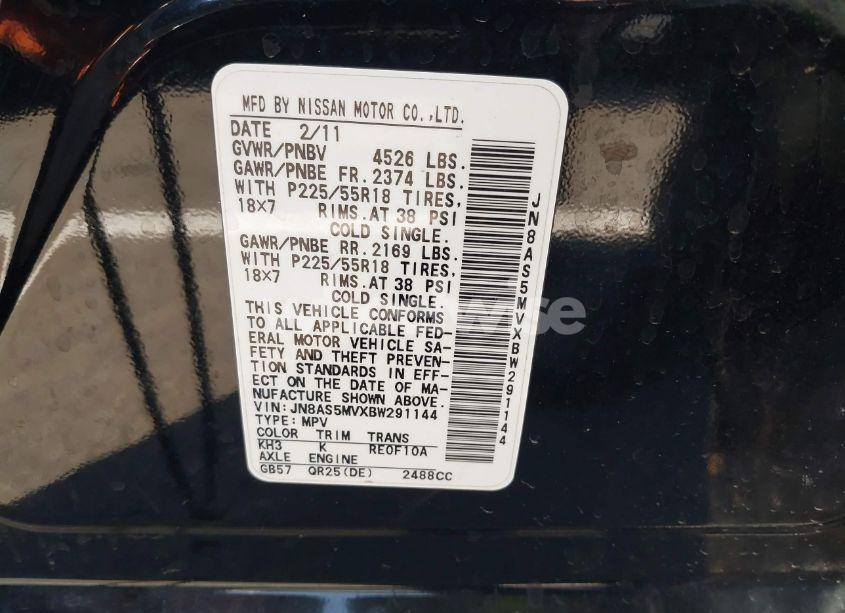 MFD BY NISSAN MOTOR CO.,LTD.
DATE 2/11
GVWR/PNBV 4526 LBS.
GAWR/PNBE FR. 2374 LBS.
WITH P225/55R18 TIRES,
18X7 RIMS.AT 38 PSI
COLD SINGLE.
GAWR/PNBE RR. 2169 LBS.
WITH P225/55R18 TIRES,
18X7 RIMS.AT 38 PSI
COLD SINGLE.
THIS VEHICLE CONFORMS
TO ALL APPLICABLE FED-
ERAL MOTOR VEHICLE SA-
FETY AND THEFT PREVEN-
TION STANDARDS IN EFF-
ECT ON THE DATE OF MA-
NUFACTURE SHOWN ABOVE.
VIN: JN8AS5MVXBW291144
TYPE: MPV
COLOR TRIM TRANS
KH3 K RE0F10A
AXLE ENGINE
GB57 QR25(DE) 2488CC
JN8AS5MVXBW291144